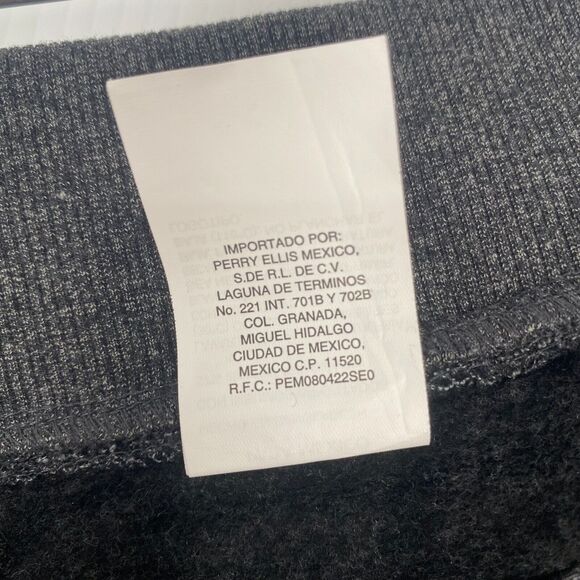 IMPORTADO POR:
PERRY ELLIS MEXICO,
S.DE R.L. DE C.V.
LAGUNA DE TERMINOS
No. 221 INT. 701B Y 702B
COL. GRANADA,
MIGUEL HIDALGO
CIUDAD DE MEXICO,
MEXICO C.P. 11520
R.F.C.: PEM080422SE0